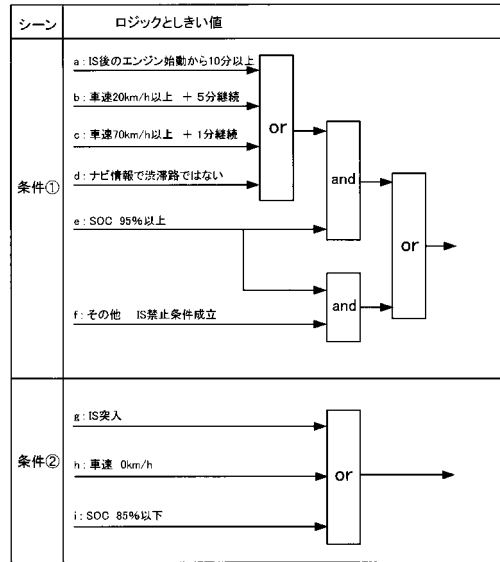 シーン
ロジックとしきい値
条件①
a : IS後のエンジン始動から10分以上
b : 車速20km/h以上 + 5分継続
c : 車速70km/h以上 + 1分継続
d : ナビ情報で渋滞路ではない
e : SOC 95%以上
f : その他 IS禁止条件成立
or
and
and
or
条件②
g : IS突入
h : 車速 0km/h
i : SOC 85%以下
or